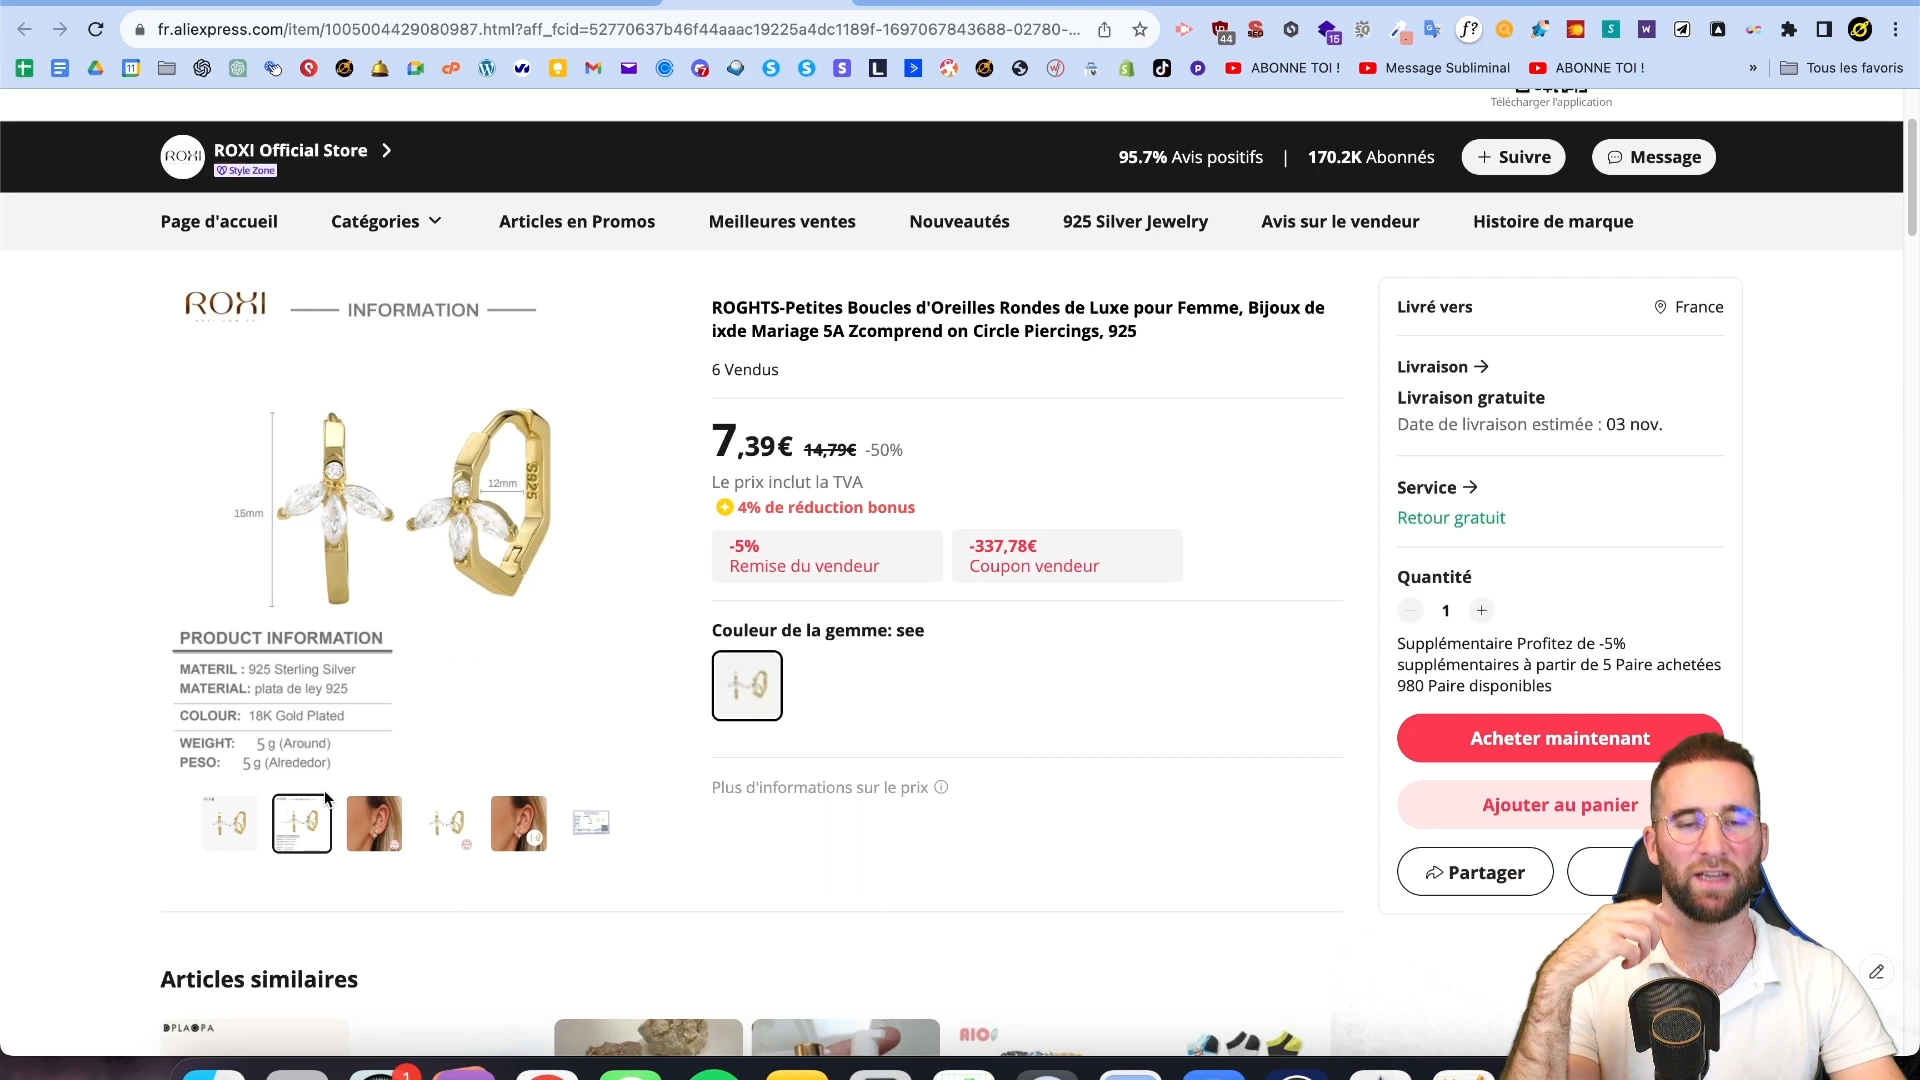 fr.aliexpress.com/item/1005004429080987.html?aff_fcid=52770637b46f44aaac19225a4dc1189f-1697067843688-02780-...
ABONNE TOI !
Message Subliminal
ABONNE TOI !
»
Tous les favoris
Télécharger l'application
ROXI
ROXI Official Store
Style Zone
95.7% Avis positifs | 170.2K Abonnés
+ Suivre
Message
Page d'accueil
Catégories
Articles en Promos
Meilleures ventes
Nouveautés
925 Silver Jewelry
Avis sur le vendeur
Histoire de marque
ROXI
INFORMATION
15mm
12mm
S925
PRODUCT INFORMATION
MATERIL : 925 Sterling Silver
MATERIAL: plata de ley 925
COLOUR: 18K Gold Plated
WEIGHT: 5 g (Around)
PESO: 5 g (Alrededor)
ROGHTS-Petites Boucles d'Oreilles Rondes de Luxe pour Femme, Bijoux de
ixde Mariage 5A Zcomprend on Circle Piercings, 925
6 Vendus
7,39€ 14,79€ -50%
Le prix inclut la TVA
4% de réduction bonus
-5%
Remise du vendeur
-337,78€
Coupon vendeur
Couleur de la gemme: see
Plus d'informations sur le prix
Livré vers
France
Livraison
Livraison gratuite
Date de livraison estimée : 03 nov.
Service
Retour gratuit
Quantité
1
Supplémentaire Profitez de -5%
supplémentaires à partir de 5 Paire achetées
980 Paire disponibles
Acheter maintenant
Ajouter au panier
Partager
Articles similaires
DPLAOPA
AIO